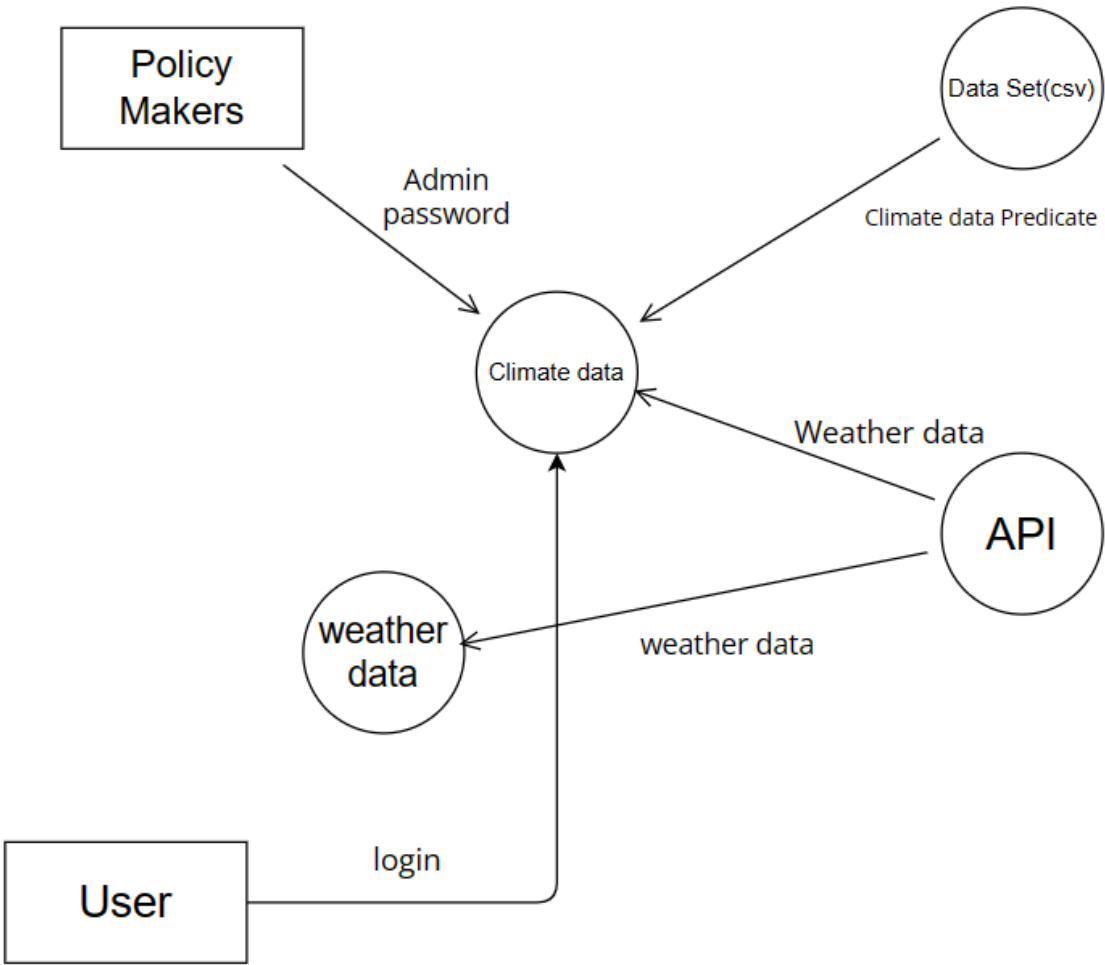 Policy
Makers
Data Set(csv)
Admin
password
Climate data Predicate
Climate data
Weather data
API
weather
data
weather data
login
User